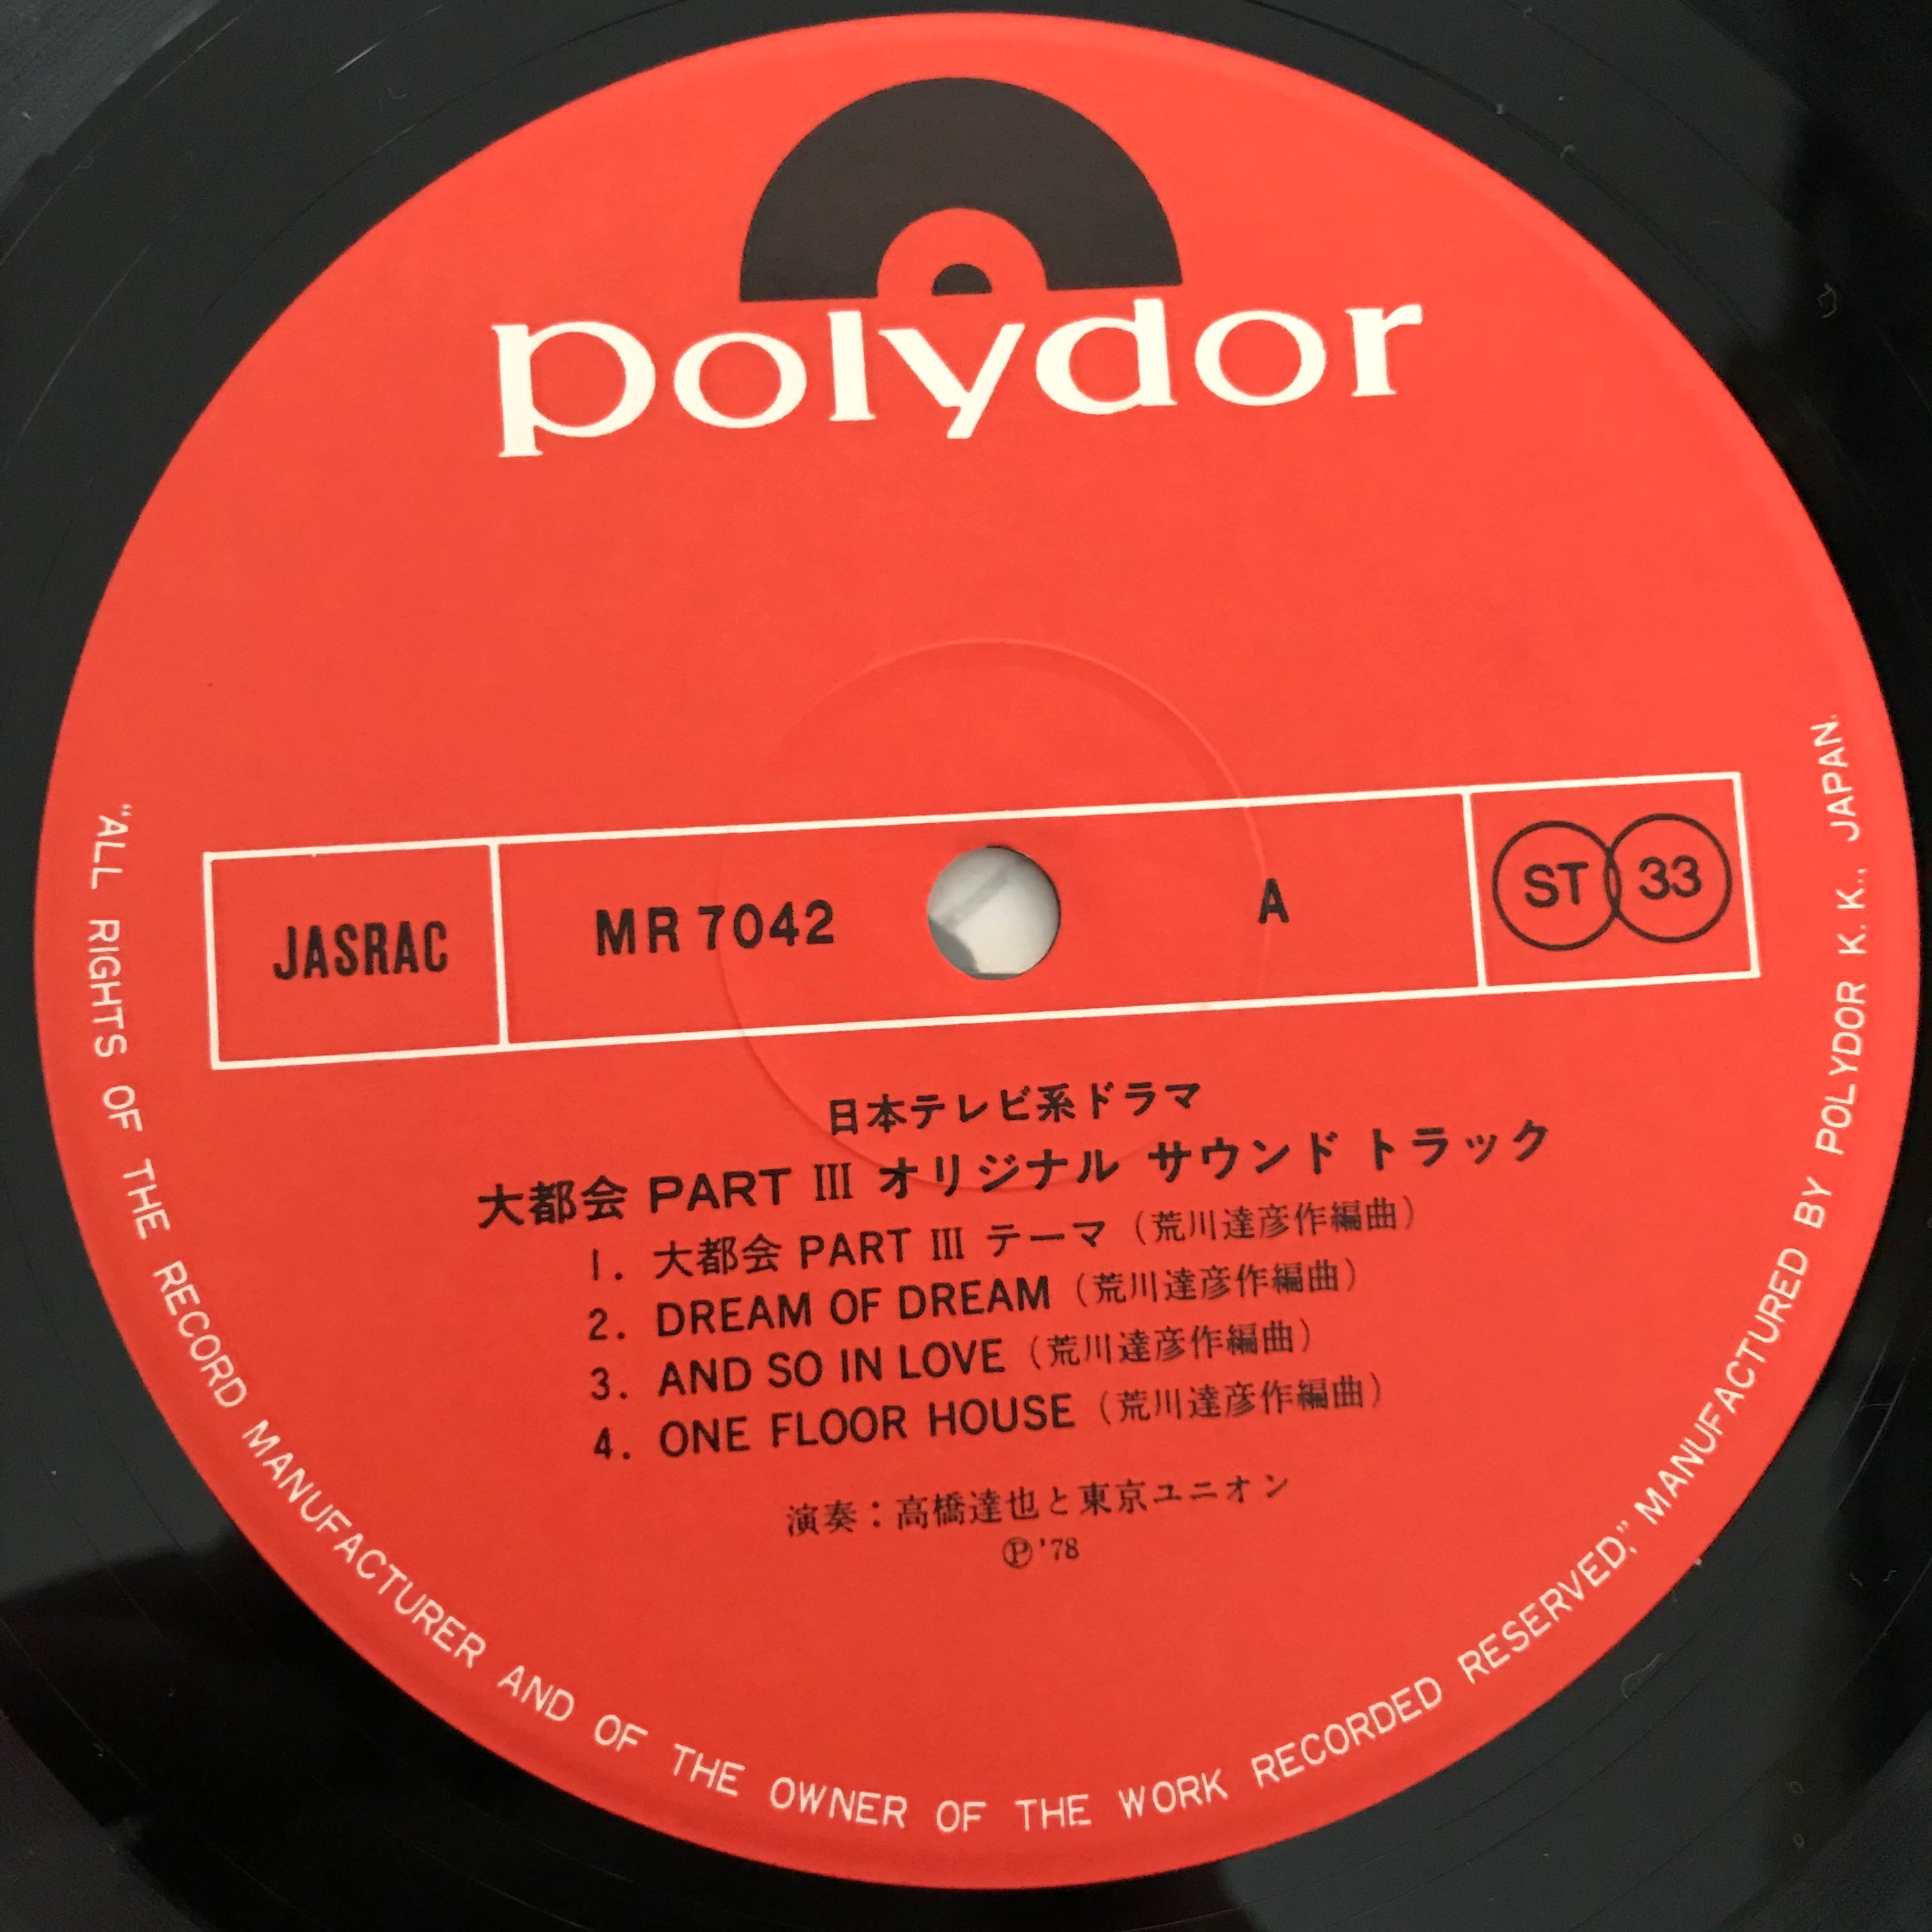 polydor
JASRAC
MR 7042
A
ST 33
日本テレビ系ドラマ
大都会 PART III オリジナル サウンド トラック
1. 大都会 PART III テーマ (荒川達彦作編曲)
2. DREAM OF DREAM (荒川達彦作編曲)
3. AND SO IN LOVE (荒川達彦作編曲)
4. ONE FLOOR HOUSE (荒川達彦作編曲)
演奏：高橋達也と東京ユニオン
Ⓟ'78
"ALL RIGHTS OF THE RECORD MANUFACTURER AND OF THE OWNER OF THE WORK RECORDED RESERVED," MANUFACTURED BY POLYDOR K. K., JAPAN.